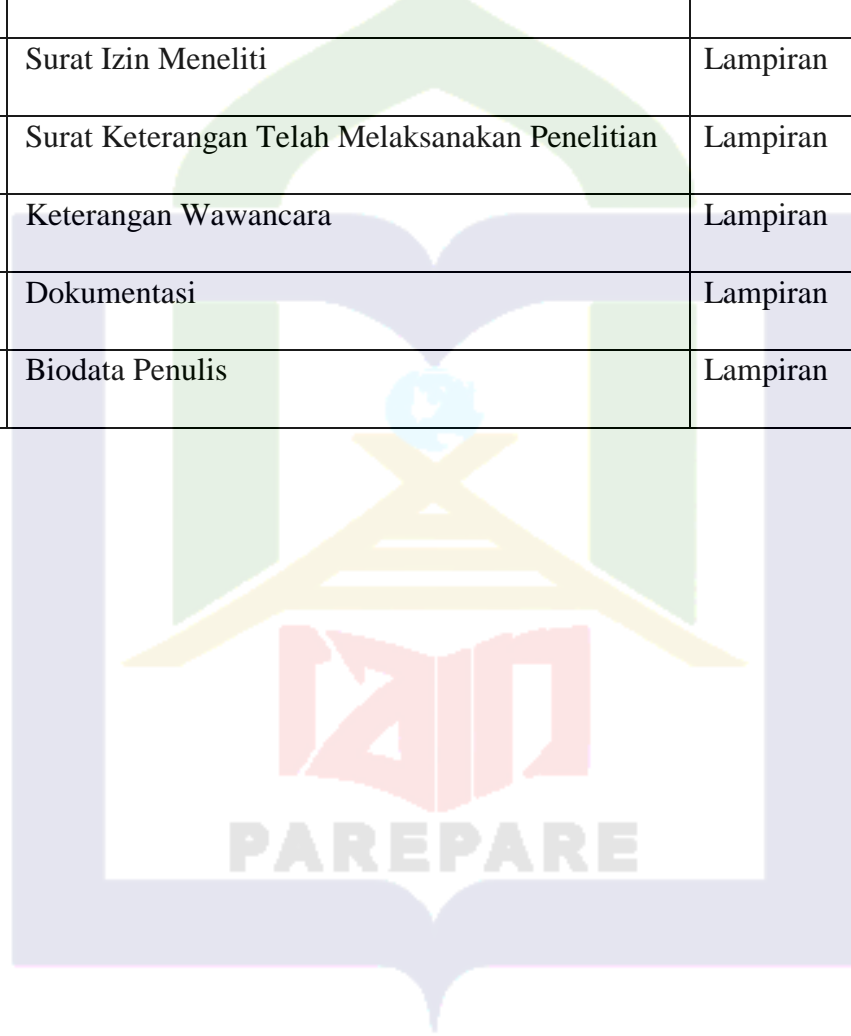 Surat Izin Meneliti Lampiran
Surat Keterangan Telah Melaksanakan Penelitian Lampiran
Keterangan Wawancara Lampiran
Dokumentasi Lampiran
Biodata Penulis Lampiran
iain
PAREPARE